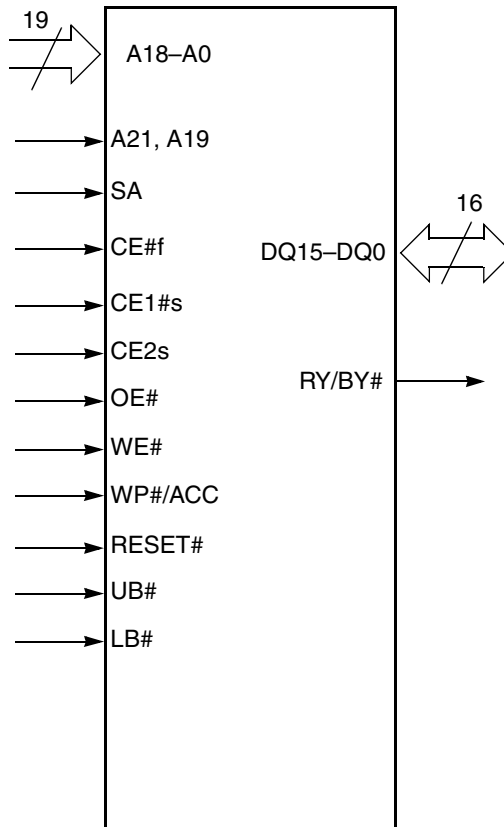 19
A18–A0
A21, A19
SA
16
CE#f
DQ15–DQ0
CE1#s
CE2s
RY/BY#
OE#
WE#
WP#/ACC
RESET#
UB#
LB#